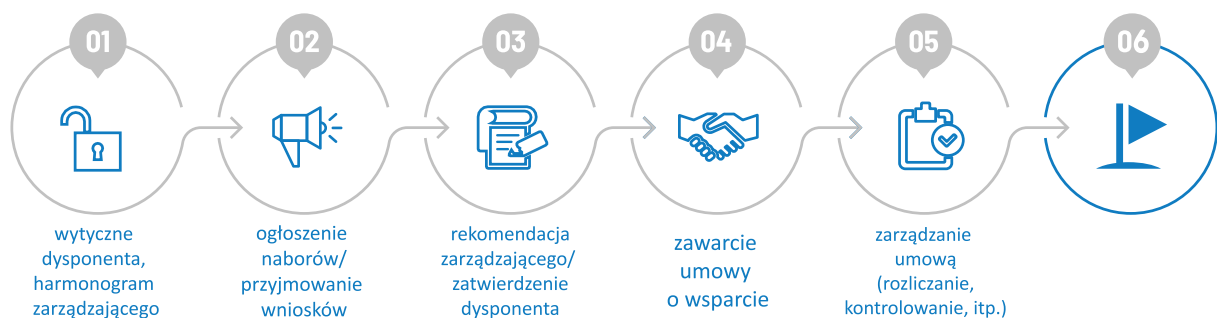 01
wytyczne
dysponenta,
harmonogram
zarządzającego
02
ogłoszenie
naborów/
przyjmowanie
wniosków
03
rekomendacja
zarządzającego/
zatwierdzenie
dysponenta
04
zawarcie
umowy
o wsparcie
05
zarządzanie
umową
(rozliczanie,
kontrolowanie, itp.)
06